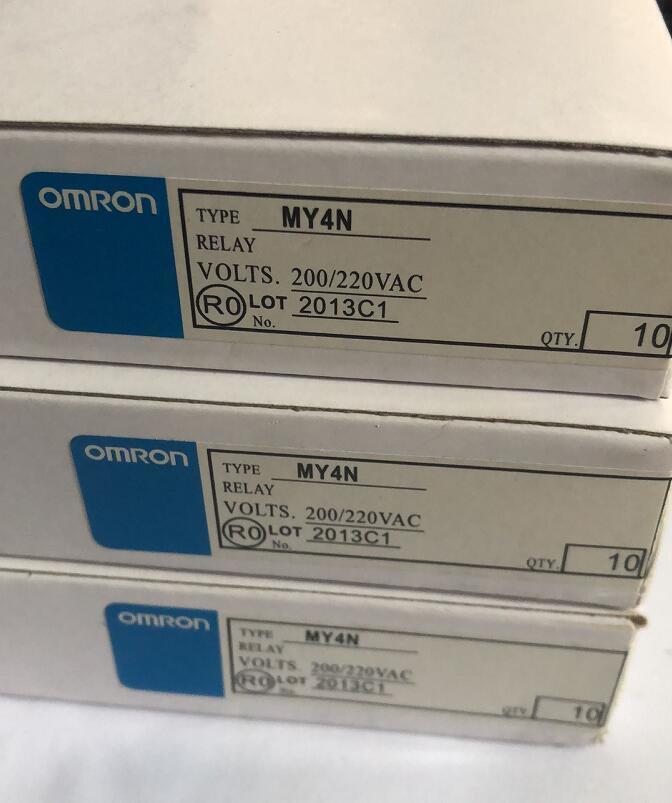 OMRON
TYPE MY4N
RELAY
VOLTS. 200/220VAC
R0 LOT 2013C1
No.
QTY. 10
OMRON
TYPE MY4N
RELAY
VOLTS. 200/220VAC
R0 LOT 2013C1
No.
QTY. 10
OMRON
TYPE MY4N
RELAY
VOLTS. 200/220VAC
R0 LOT 2013C1
No.
QTY. 10